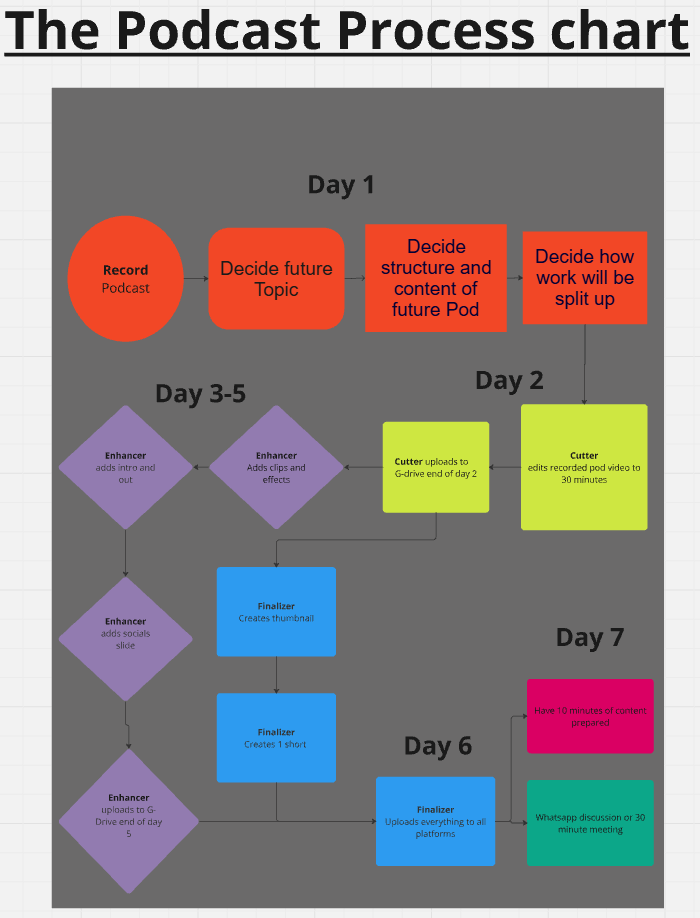 The Podcast Process chart
Day 1
Record
Podcast
Decide future
Topic
Decide
structure and
content of
future Pod
Decide how
work will be
split up
Day 2
Day 3-5
Cutter
edits recorded pod video to
30 minutes
Cutter uploads to
G-drive end of day 2
Enhancer
Adds clips and
effects
Enhancer
adds intro and
out
Enhancer
adds socials
slide
Enhancer
uploads to G-
Drive end of day
5
Finalizer
Creates thumbnail
Finalizer
Creates 1 short
Day 6
Finalizer
Uploads everything to all
platforms
Day 7
Have 10 minutes of content
prepared
Whatsapp discussion or 30
minute meeting